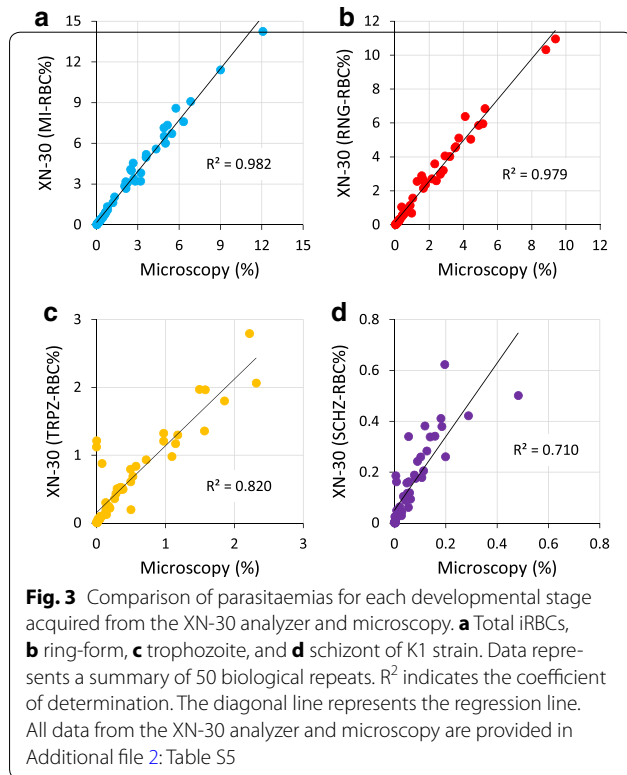 a
b
15
12
9
6
3
0
XN-30 (MI-RBC%)
R² = 0.982
0 3 6 9 12 15
Microscopy (%)
12
10
8
6
4
2
0
XN-30 (RNG-RBC%)
R² = 0.979
0 2 4 6 8 10 12
Microscopy (%)
c
d
3
2
1
0
XN-30 (TRPZ-RBC%)
R² = 0.820
0 1 2 3
Microscopy (%)
0.8
0.6
0.4
0.2
0
XN-30 (SCHZ-RBC%)
R² = 0.710
0 0.2 0.4 0.6 0.8
Microscopy (%)
Fig. 3 Comparison of parasitaemias for each developmental stage
acquired from the XN-30 analyzer and microscopy. a Total iRBCs,
b ring-form, c trophozoite, and d schizont of K1 strain. Data repre-
sents a summary of 50 biological repeats. R² indicates the coefficient
of determination. The diagonal line represents the regression line.
All data from the XN-30 analyzer and microscopy are provided in
Additional file 2: Table S5